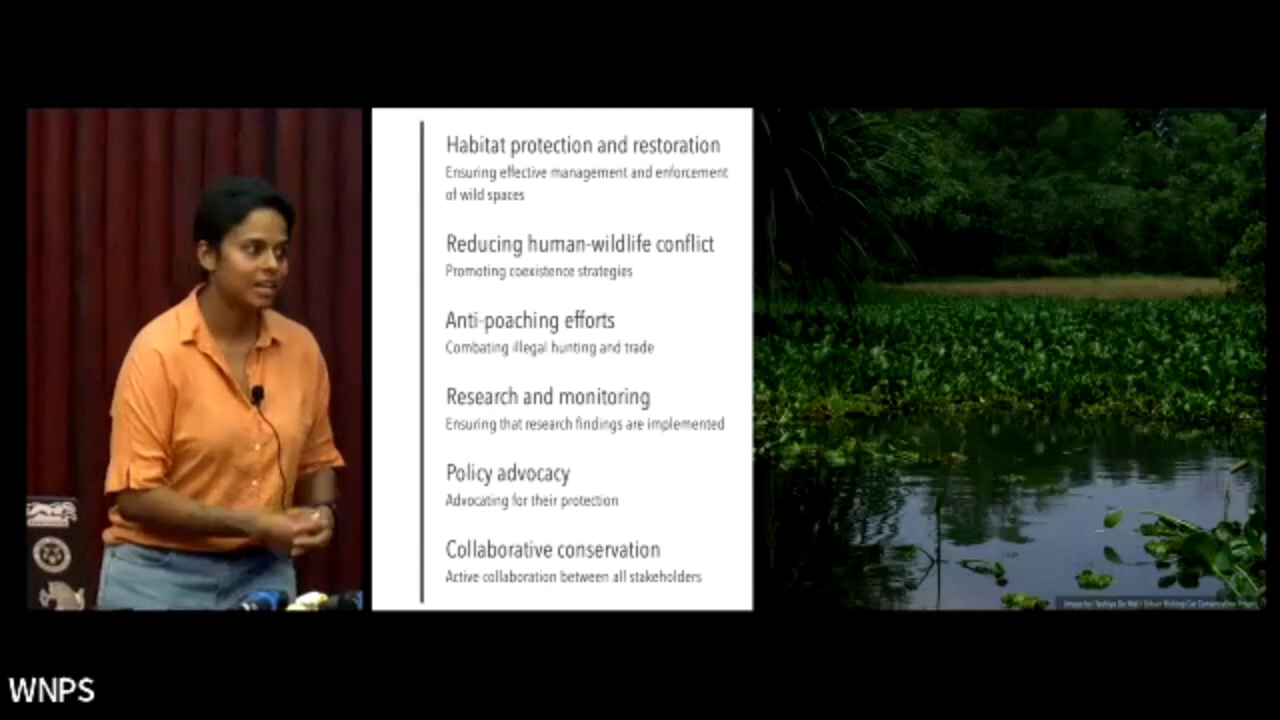 Habitat protection and restoration
Ensuring effective management and enforcement
of wild spaces
Reducing human-wildlife conflict
Promoting coexistence strategies
Anti-poaching efforts
Combating illegal hunting and trade
Research and monitoring
Ensuring that research findings are implemented
Policy advocacy
Advocating for their protection
Collaborative conservation
Active collaboration between all stakeholders
WNPS